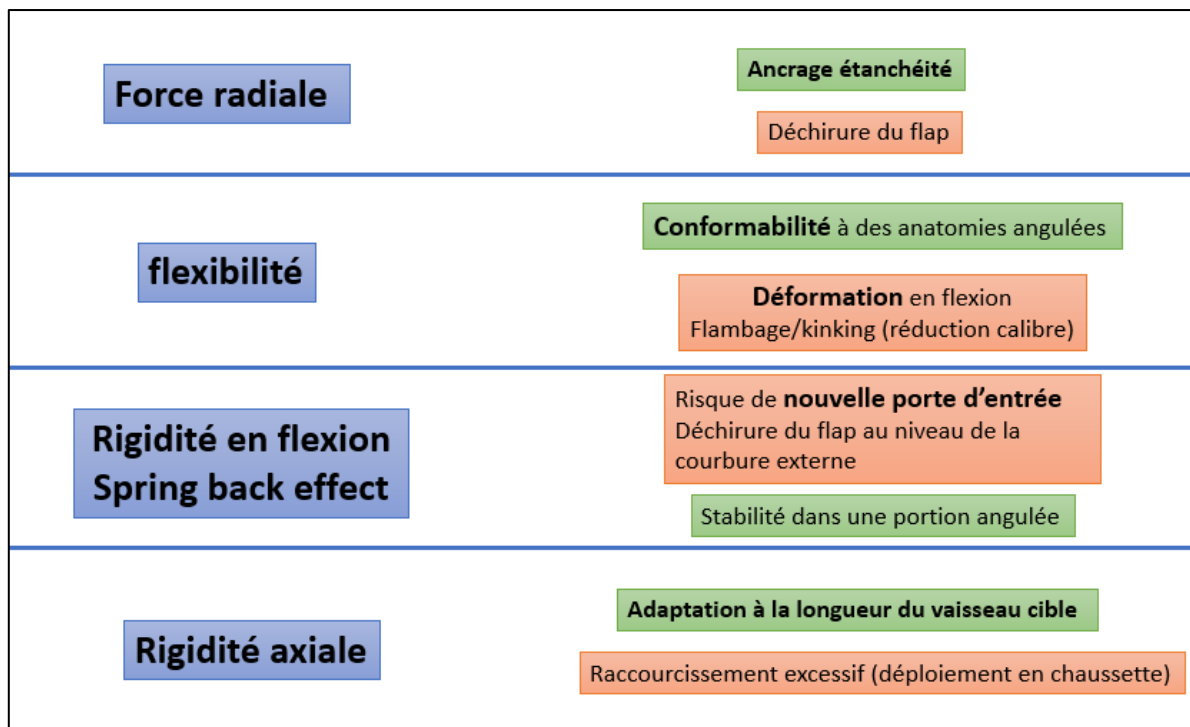 Force radiale
Ancrage étanchéité
Déchirure du flap
flexibilité
Conformabilité à des anatomies angulées
Déformation en flexion
Flambage/kinking (réduction calibre)
Rigidité en flexion
Spring back effect
Risque de nouvelle porte d’entrée
Déchirure du flap au niveau de la
courbure externe
Stabilité dans une portion angulée
Rigidité axiale
Adaptation à la longueur du vaisseau cible
Raccourcissement excessif (déploiement en chaussette)